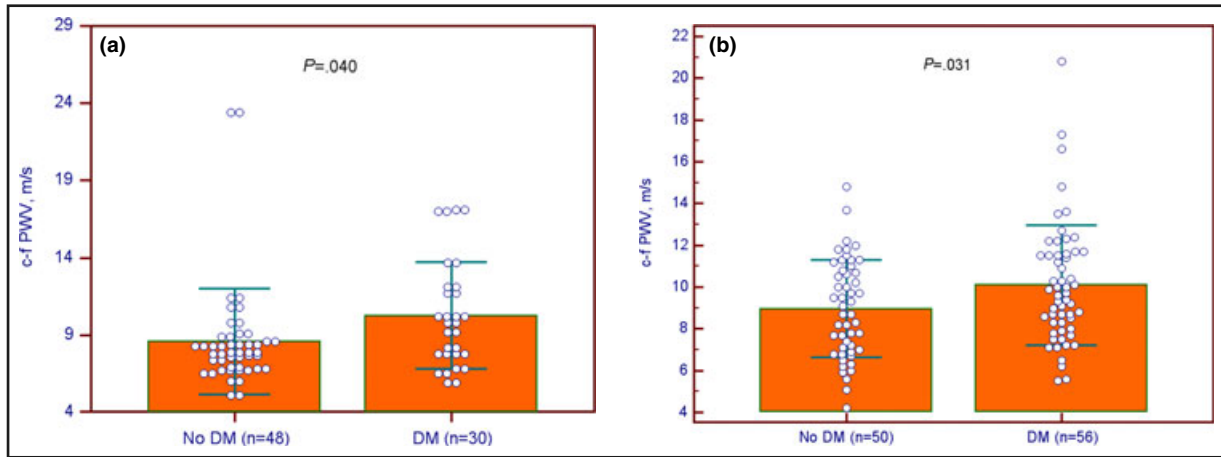 (a)
P=.040
c-f PWV, m/s
29
24
19
14
9
4
No DM (n=48)
DM (n=30)
(b)
P=.031
c-f PWV, m/s
22
20
18
16
14
12
10
8
6
4
No DM (n=50)
DM (n=56)